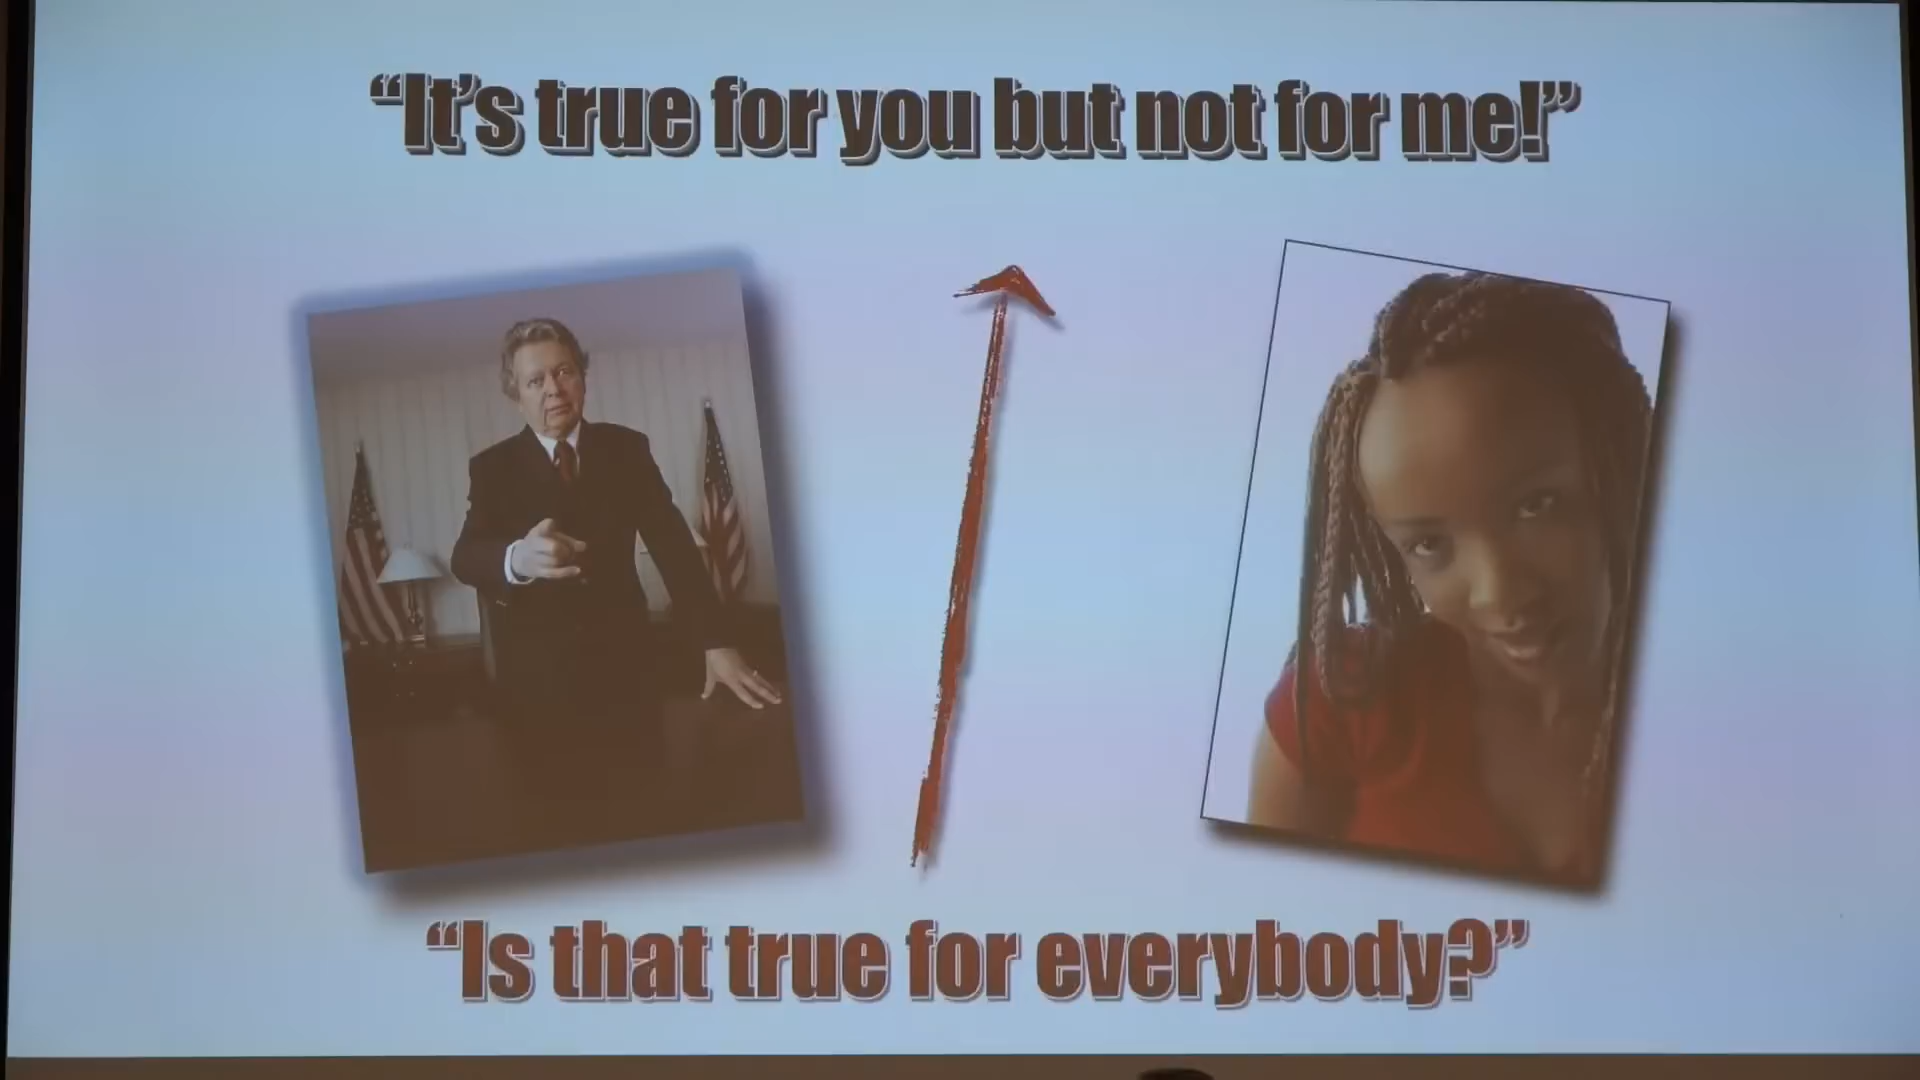 “It’s true for you but not for me!”
“Is that true for everybody?”